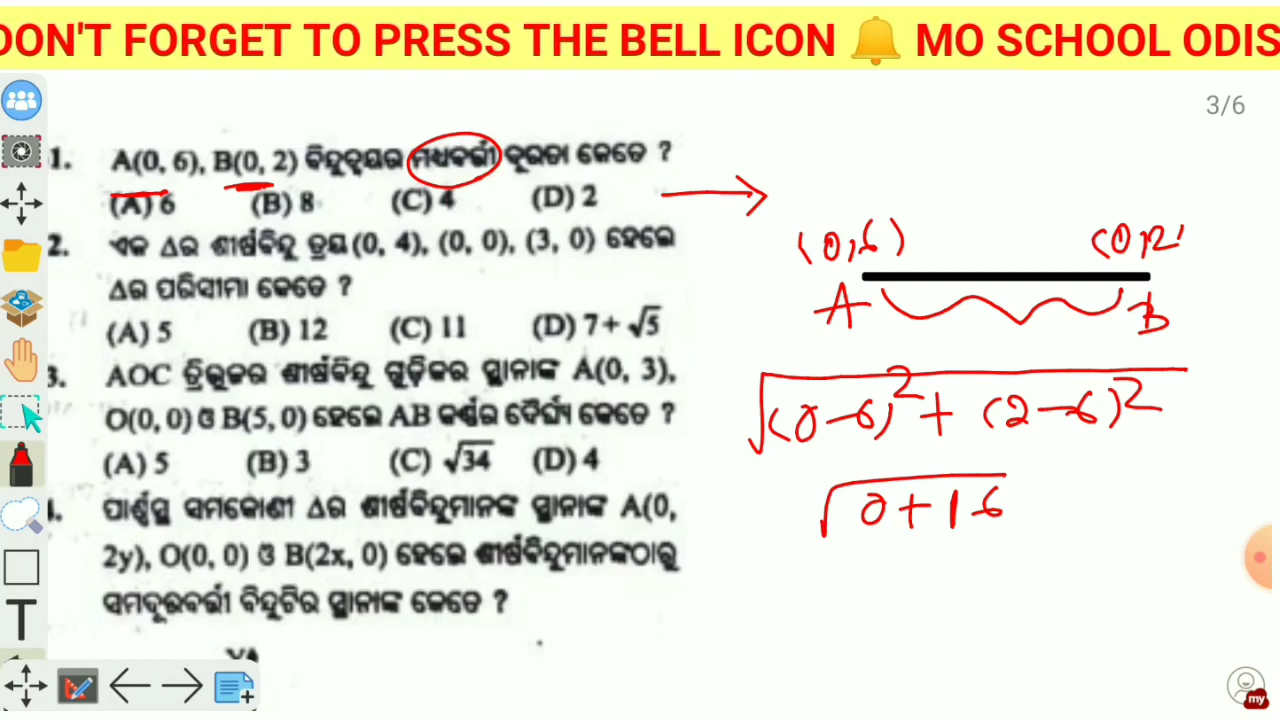 DON'T FORGET TO PRESS THE BELL ICON 🔔 MO SCHOOL ODIS
3/6
1. A(0, 6), B(0, 2) ବିନ୍ଦୁଦ୍ୱୟର ମଧ୍ୟବର୍ତ୍ତୀ ଦୂରତା କେତେ ?
(A) 6 (B) 8 (C) 4 (D) 2
2. ଏକ Δର ଶୀର୍ଷବିନ୍ଦୁ ତ୍ରୟ (0, 4), (0, 0), (3, 0) ହେଲେ
Δର ପରିସୀମା କେତେ ?
(A) 5 (B) 12 (C) 11 (D) 7 + √5
3. AOC ତ୍ରିଭୁଜର ଶୀର୍ଷବିନ୍ଦୁ ଗୁଡ଼ିକର ସ୍ଥାନାଙ୍କ A(0, 3),
O(0, 0) ଓ B(5, 0) ହେଲେ AB କର୍ଣ୍ଣର ଦୈର୍ଘ୍ୟ କେତେ ?
(A) 5 (B) 3 (C) √34 (D) 4
ପାର୍ଶ୍ୱସ୍ଥ ସମକୋଣୀ Δର ଶୀର୍ଷବିନ୍ଦୁମାନଙ୍କ ସ୍ଥାନାଙ୍କ A(0,
2y), O(0, 0) ଓ B(2x, 0) ହେଲେ ଶୀର୍ଷବିନ୍ଦୁମାନଙ୍କଠାରୁ
ସମଦୂରବର୍ତ୍ତୀ ବିନ୍ଦୁଟିର ସ୍ଥାନାଙ୍କ କେତେ ?
(0,6) (0,2)
A B
√(0-6)² + (2-6)²
√0+16
T
my